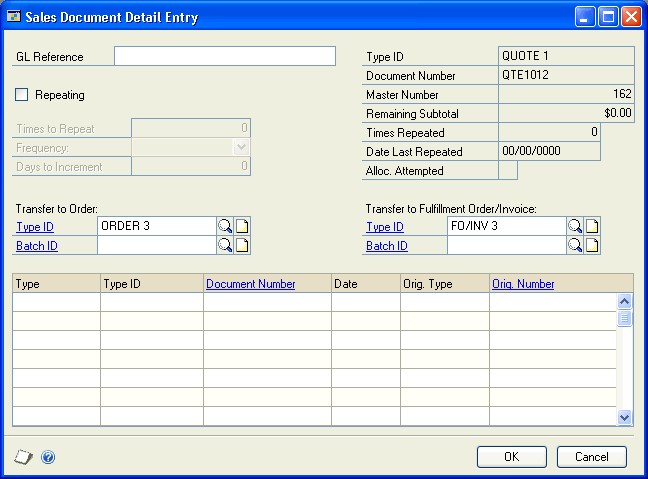 Sales Document Detail Entry
GL Reference
Type ID QUOTE 1
Document Number QTE1012
Repeating
Master Number 162
Remaining Subtotal $0.00
Times to Repeat 0
Times Repeated 0
Frequency:
Date Last Repeated 00/00/0000
Days to Increment 0
Alloc. Attempted
Transfer to Order:
Type ID ORDER 3
Batch ID
Transfer to Fulfillment Order/Invoice:
Type ID FO/INV 3
Batch ID
Type Type ID Document Number Date Orig. Type Orig. Number
OK Cancel